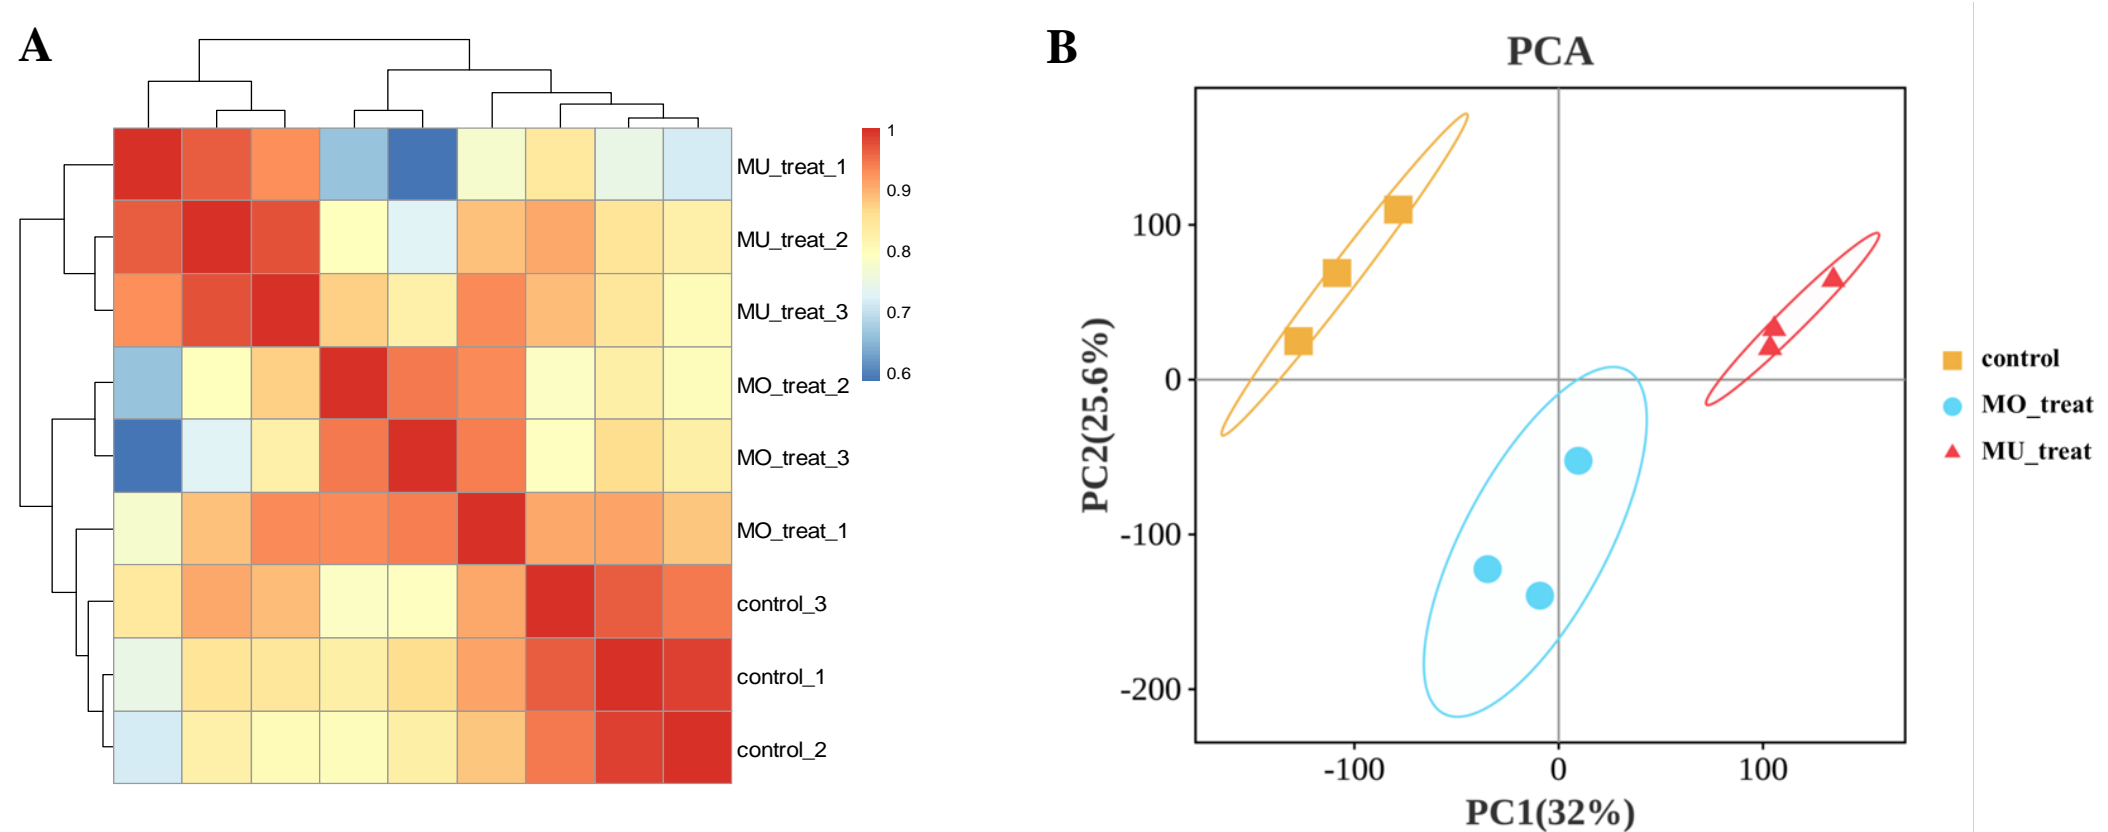 A
1
0.9
0.8
0.7
0.6
MU_treat_1
MU_treat_2
MU_treat_3
MO_treat_2
MO_treat_3
MO_treat_1
control_3
control_1
control_2
B
PCA
100
0
-100
-200
PC2(25.6%)
-100
0
100
PC1(32%)
control
MO_treat
MU_treat